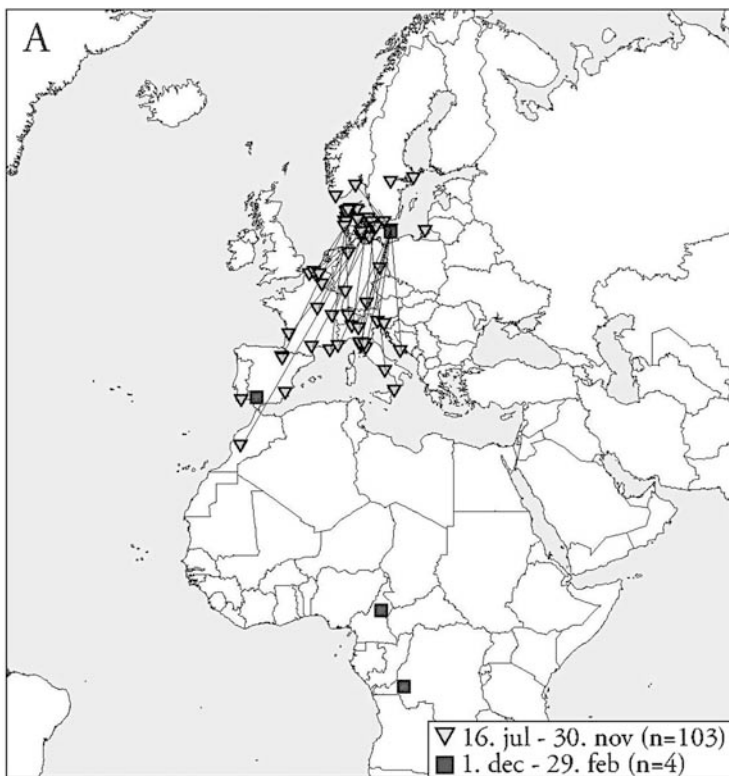 A
16. jul - 30. nov (n=103)
1. dec - 29. feb (n=4)